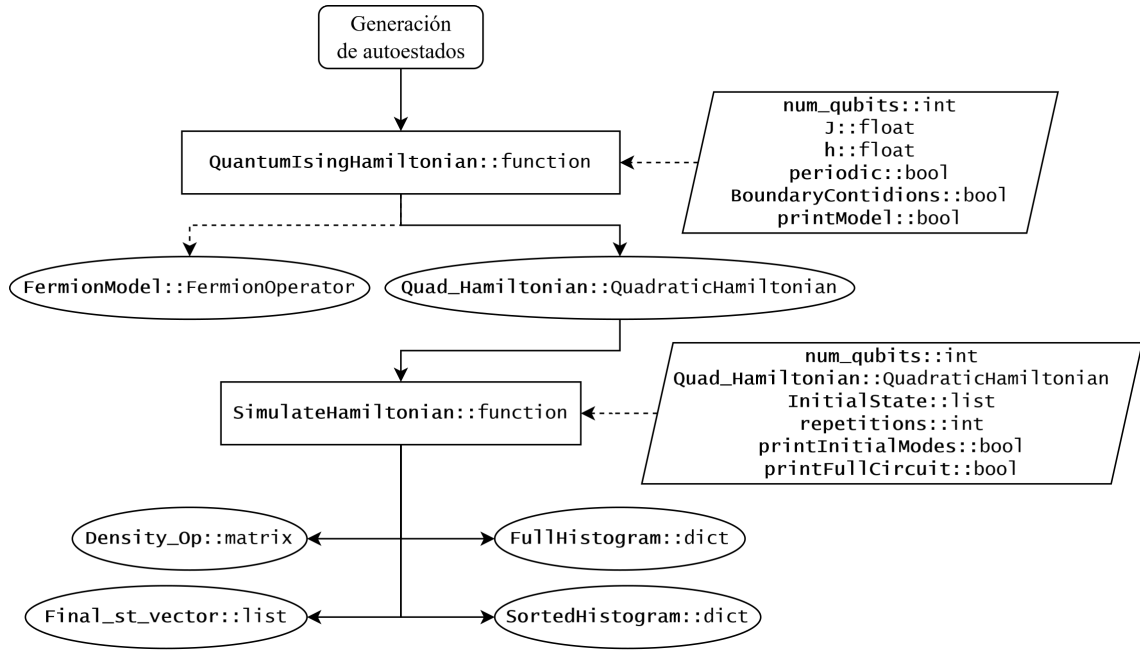 Generación
de autoestados
num_qubits::int
J::float
h::float
periodic::bool
BoundaryContidions::bool
printModel::bool
QuantumIsingHamiltonian::function
FermionModel::FermionOperator
Quad_Hamiltonian::QuadraticHamiltonian
num_qubits::int
Quad_Hamiltonian::QuadraticHamiltonian
InitialState::list
repetitions::int
printInitialModes::bool
printFullCircuit::bool
SimulateHamiltonian::function
Density_Op::matrix
FullHistogram::dict
Final_st_vector::list
SortedHistogram::dict